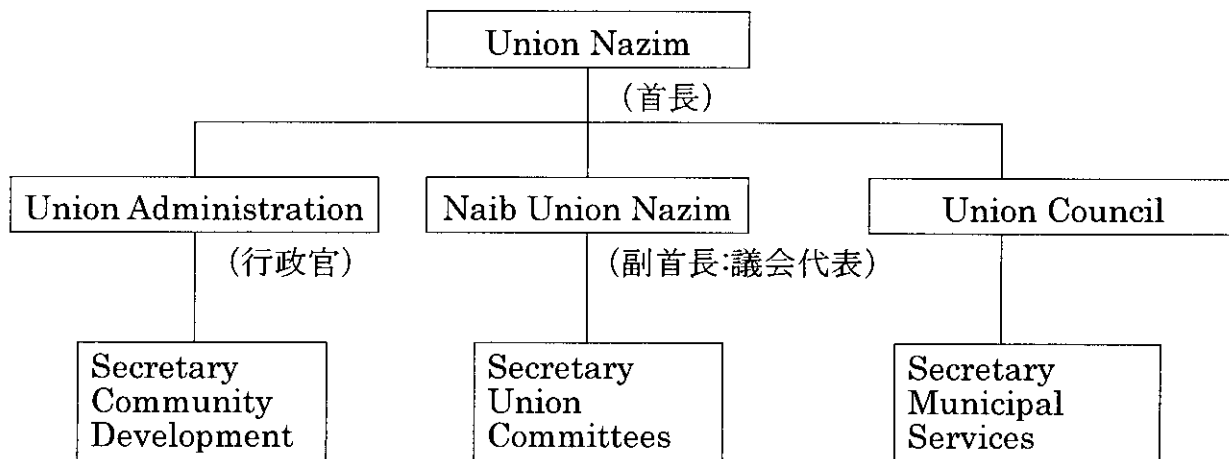 Union Nazim
（首長）
Union Administration
Naib Union Nazim
Union Council
（行政官）
（副首長:議会代表）
Secretary
Community
Development
Secretary
Union
Committees
Secretary
Municipal
Services